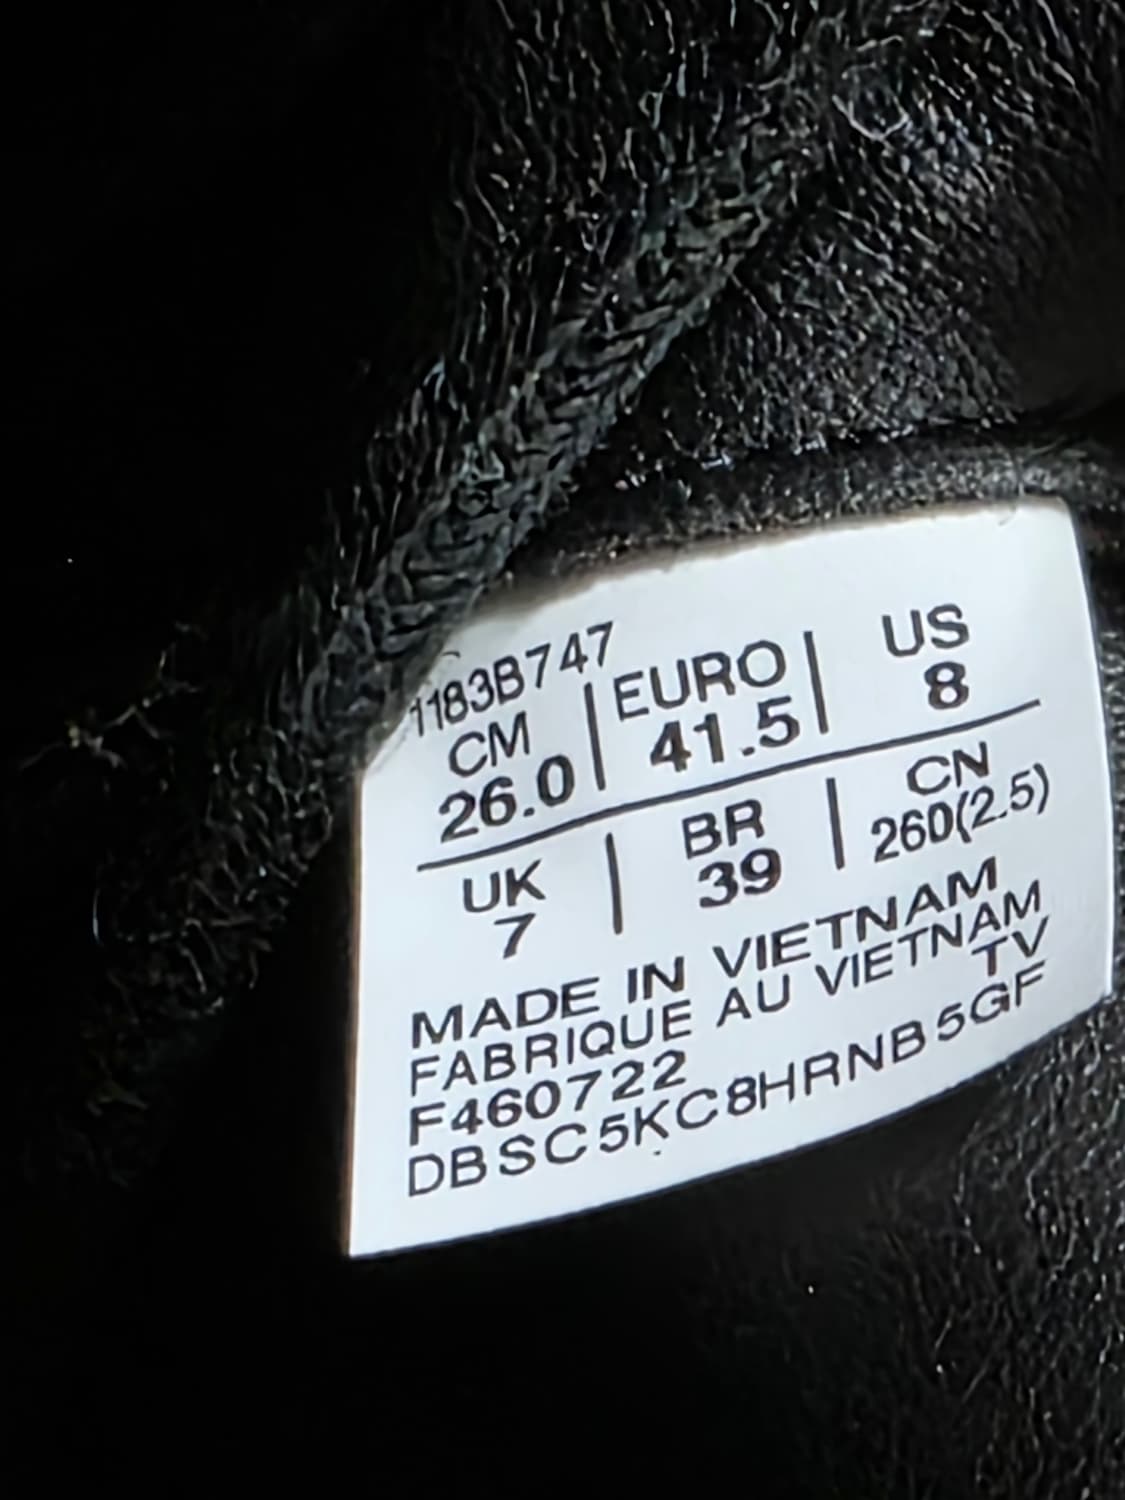 1183B747
CM EURO US
26.0 41.5 8
UK BR CN
7 39 260(2.5)
MADE IN VIETNAM
FABRIQUE AU VIETNAM
F460722 TV
DBSC5KC8HRNB5GF